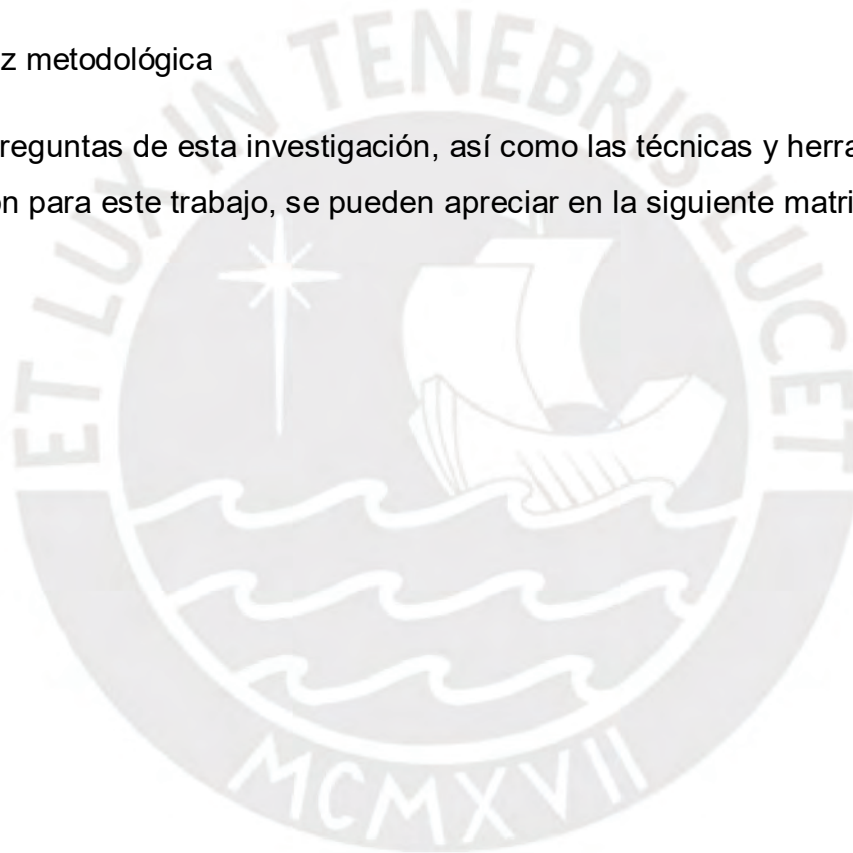 z metodológica
reguntas de esta investigación, así como las técnicas y herra
ón para este trabajo, se pueden apreciar en la siguiente matri
ET LUX IN TENEBRIS LUCET
MCMXVII